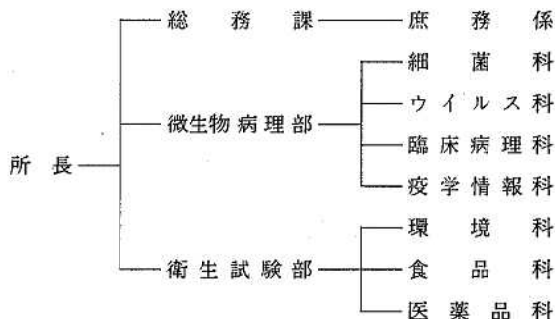 総務課 庶務係
細菌科
ウイルス科
微生物病理部
臨床病理科
所長
疫学情報科
環境科
衛生試験部 食品科
医薬品科